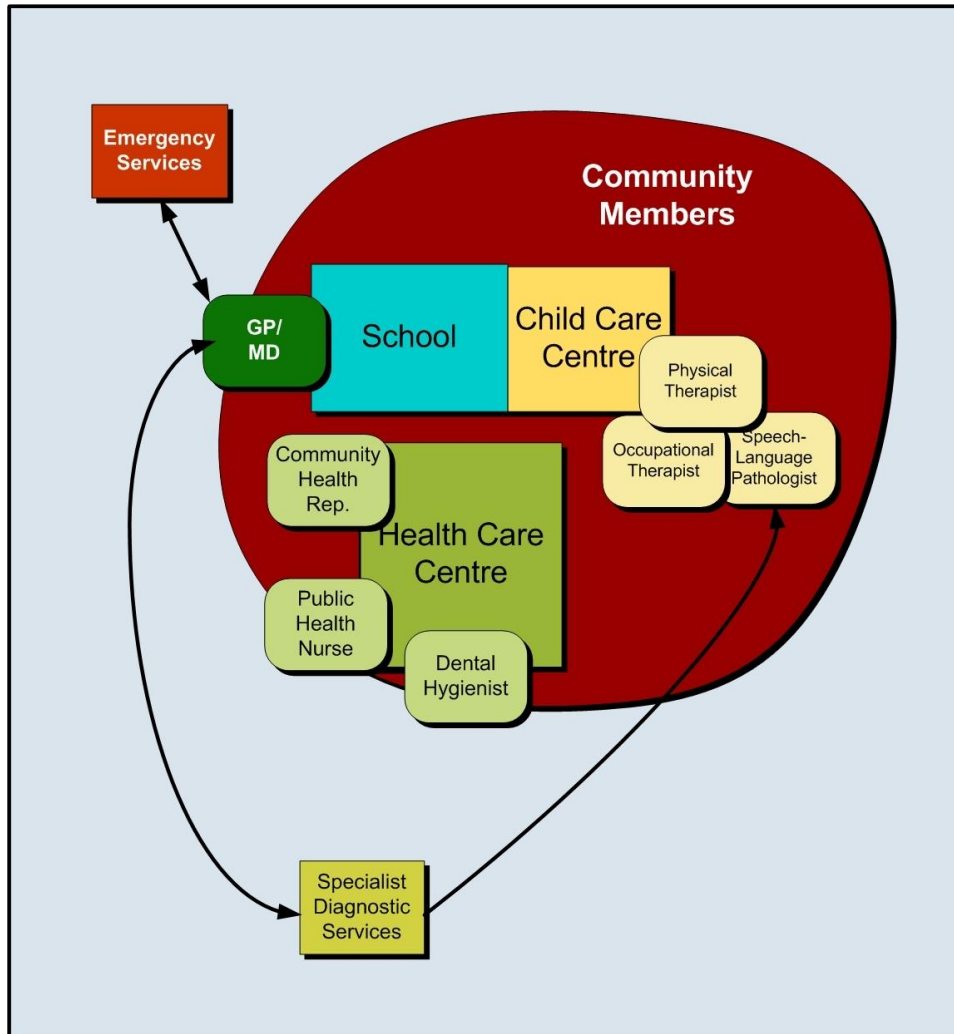 Emergency
Services
Community
Members
GP/
MD
School
Child Care
Centre
Physical
Therapist
Occupational
Therapist
Speech-
Language
Pathologist
Community
Health
Rep.
Health Care
Centre
Public
Health
Nurse
Dental
Hygienist
Specialist
Diagnostic
Services